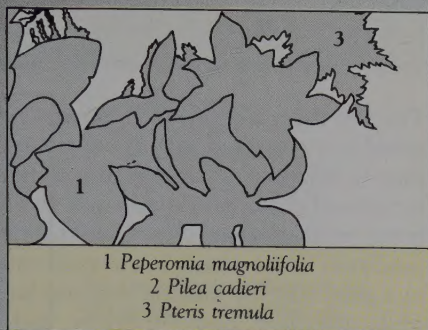 3
1
1 Peperomia magnoliifolia
2 Pilea cadieri
3 Pteris tremula